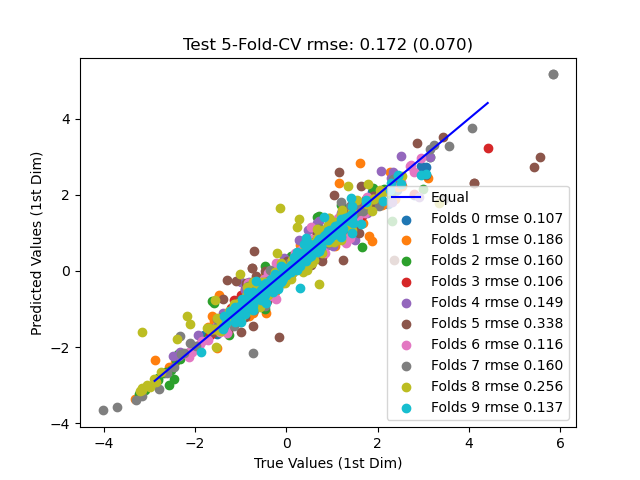 Test 5-Fold-CV rmse: 0.172 (0.070)
Predicted Values (1st Dim)
4
2
0
−2
−4
Equal
Folds 0 rmse 0.107
Folds 1 rmse 0.186
Folds 2 rmse 0.160
Folds 3 rmse 0.106
Folds 4 rmse 0.149
Folds 5 rmse 0.338
Folds 6 rmse 0.116
Folds 7 rmse 0.160
Folds 8 rmse 0.256
Folds 9 rmse 0.137
−4 −2 0 2 4 6
True Values (1st Dim)